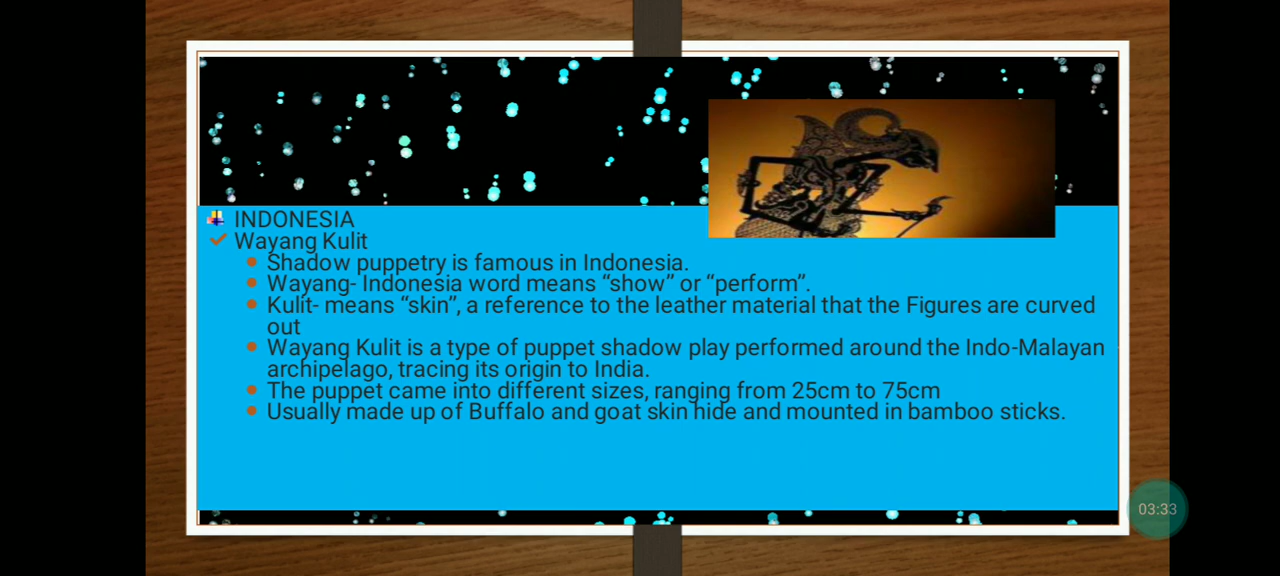 INDONESIA
Wayang Kulit
Shadow puppetry is famous in Indonesia.
Wayang- Indonesia word means “show” or “perform”.
Kulit- means “skin”, a reference to the leather material that the Figures are curved
out
Wayang Kulit is a type of puppet shadow play performed around the Indo-Malayan
archipelago, tracing its origin to India.
The puppet came into different sizes, ranging from 25cm to 75cm
Usually made up of Buffalo and goat skin hide and mounted in bamboo sticks.
03:33